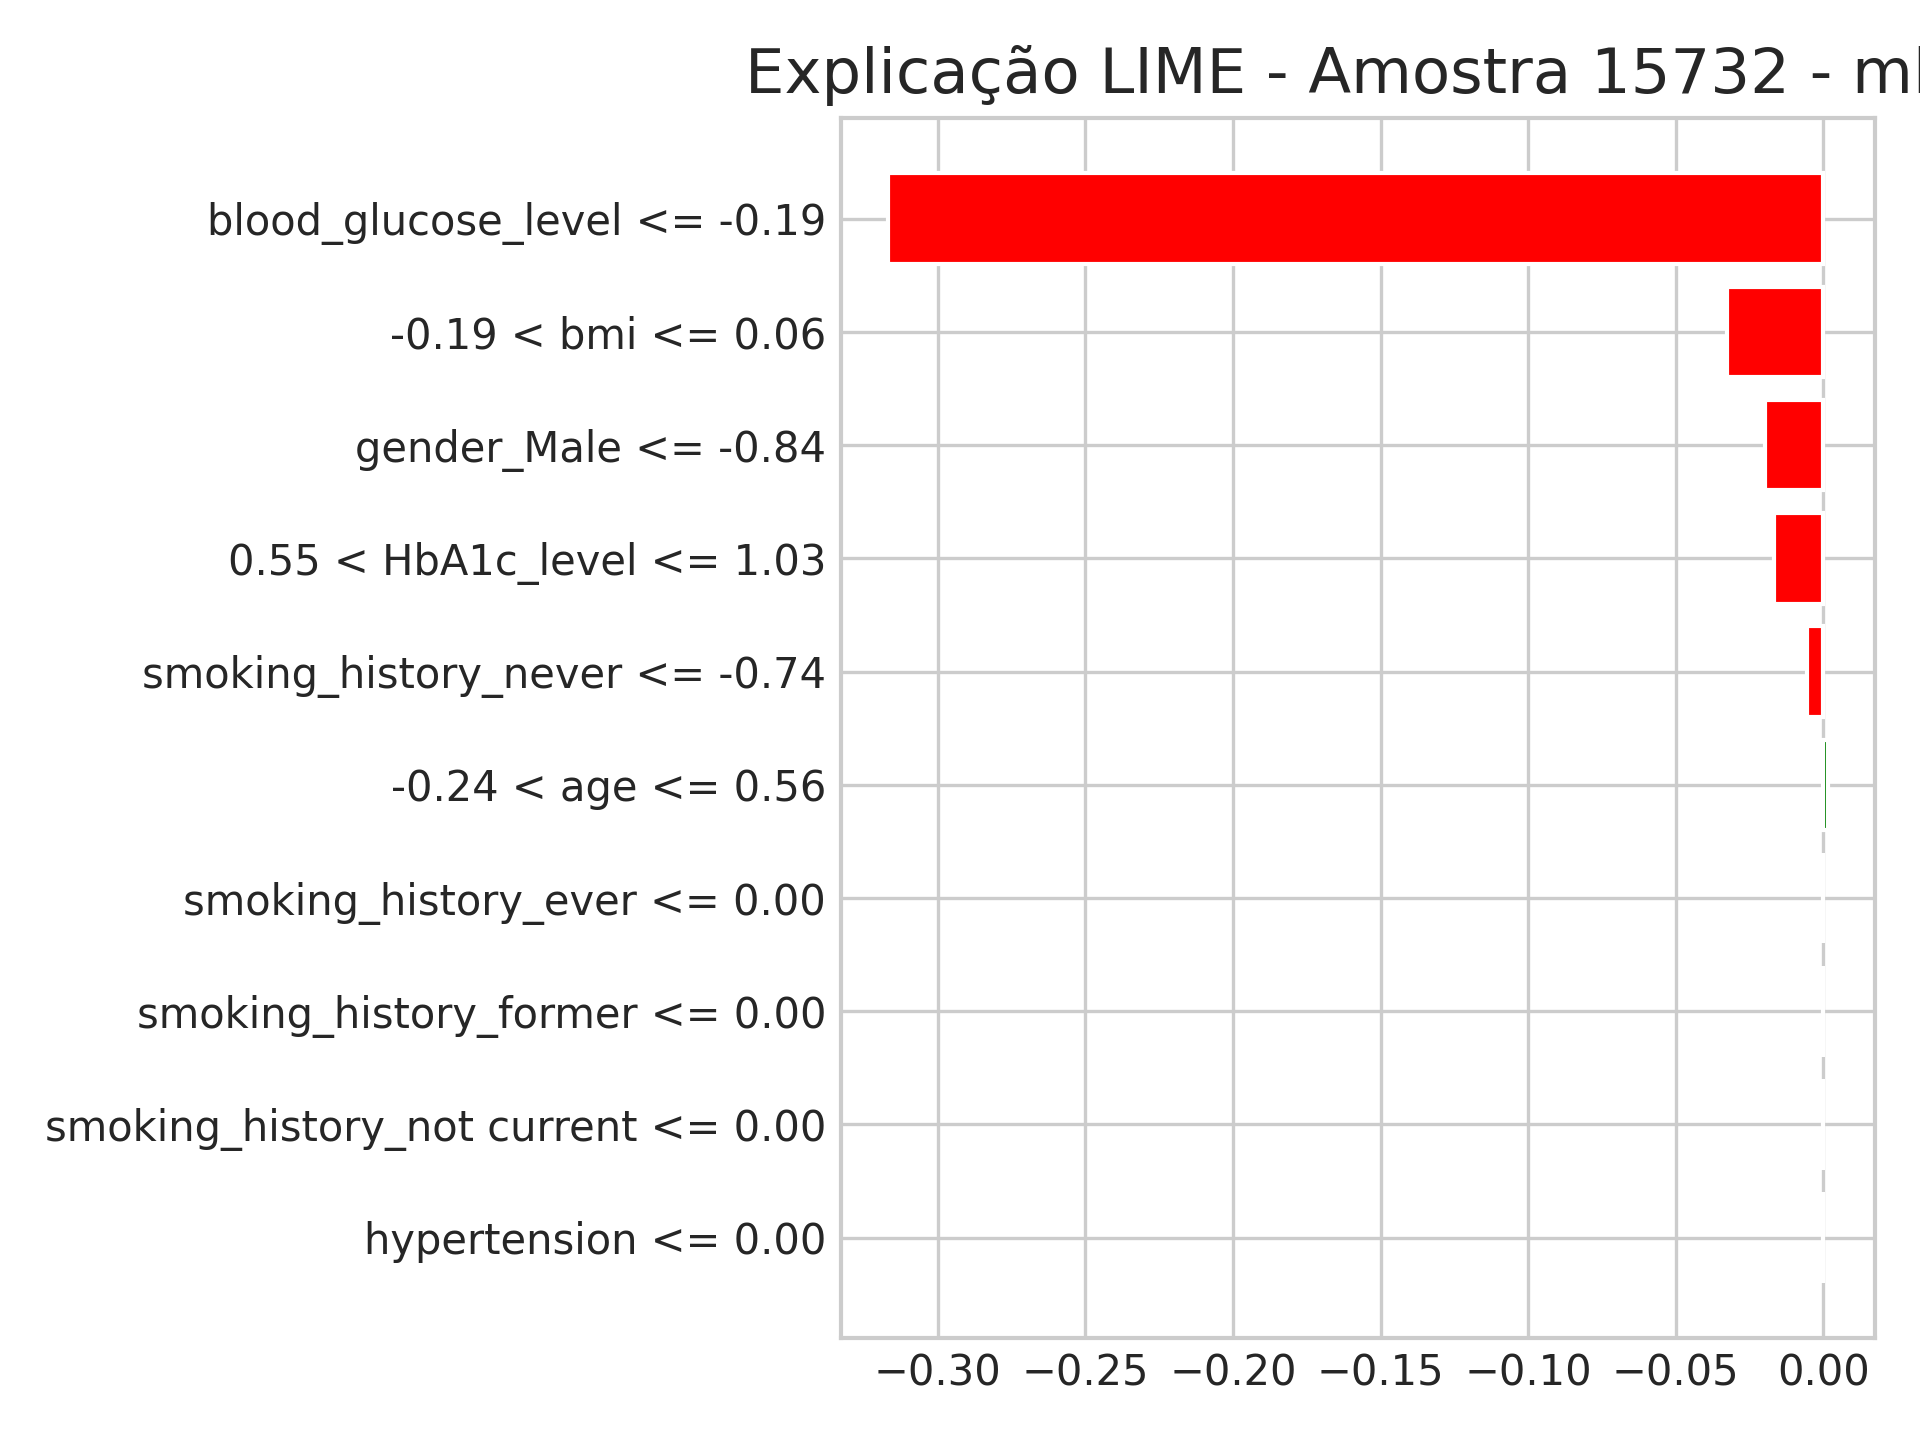 Explicação LIME - Amostra 15732 -
blood_glucose_level <= -0.19
-0.19 < bmi <= 0.06
gender_Male <= -0.84
0.55 < HbA1c_level <= 1.03
smoking_history_never <= -0.74
-0.24 < age <= 0.56
smoking_history_ever <= 0.00
smoking_history_former <= 0.00
smoking_history_not current <= 0.00
hypertension <= 0.00
−0.30 −0.25 −0.20 −0.15 −0.10 −0.05 0.00